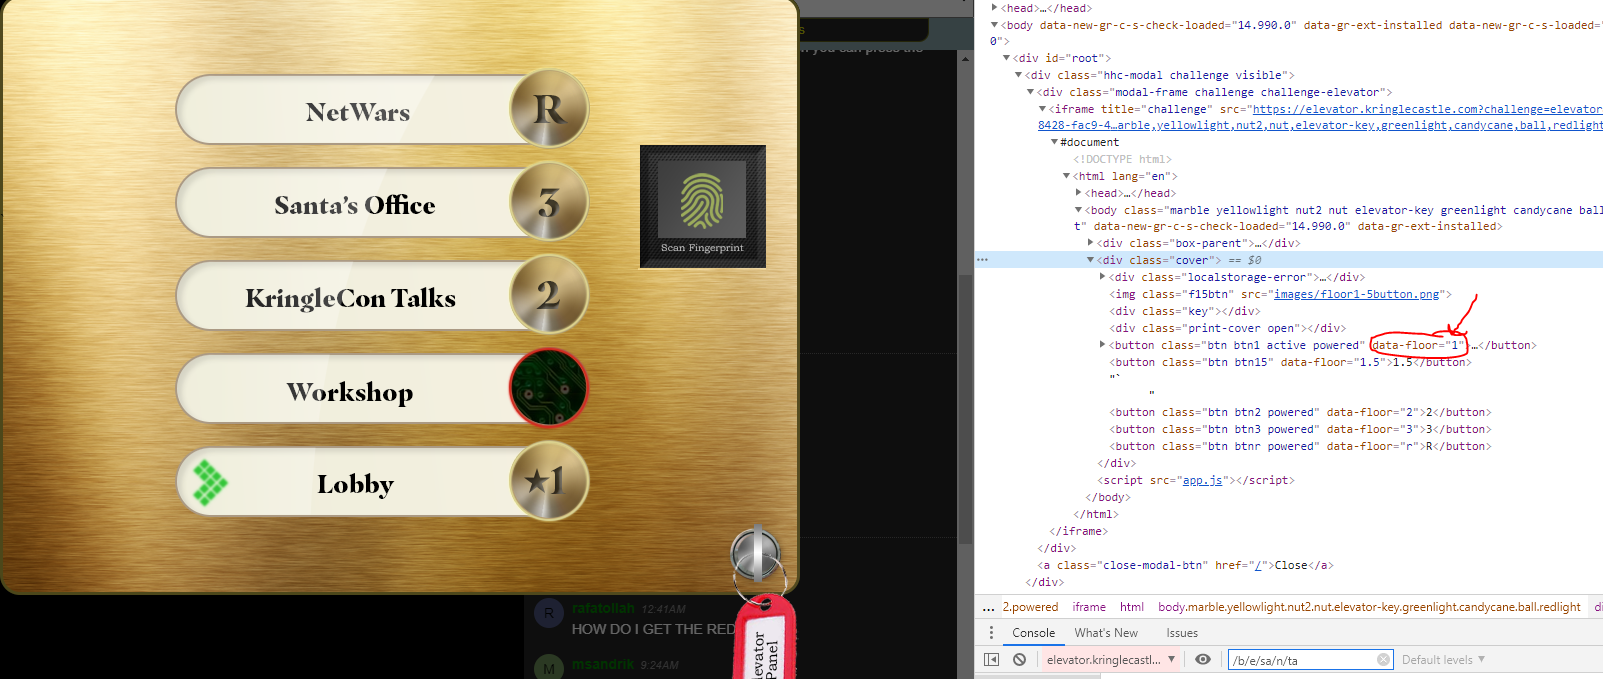 NetWars
R
Santa's Office
3
KringleCon Talks
2
Workshop
Lobby
★1
Scan Fingerprint
s
you can press the
rafatollah 12:41AM
R
HOW DO I GET THE RED
msandrik 9:24AM
M
levator
Panel
▶<head>…</head>
▼<body data-new-gr-c-s-check-loaded="14.990.0" data-gr-ext-installed data-new-gr-c-s-loaded="
0">
▼<div id="root">
▼<div class="hhc-modal challenge visible">
▼<div class="modal-frame challenge challenge-elevator">
▼<iframe title="challenge" src="https://elevator.kringlecastle.com?challenge=elevator
8428-fac9-4…arble,yellowlight,nut2,nut,elevator-key,greenlight,candycane,ball,redlight
▼#document
<!DOCTYPE html>
▼<html lang="en">
▶<head>…</head>
▼<body class="marble yellowlight nut2 nut elevator-key greenlight candycane ball
t" data-new-gr-c-s-check-loaded="14.990.0" data-gr-ext-installed>
▶<div class="box-parent">…</div>
… ▼<div class="cover"> == $0
▶<div class="localstorage-error">…</div>
<img class="f15btn" src="images/floor1-5button.png">
<div class="key"></div>
<div class="print-cover open"></div>
▶<button class="btn btn1 active powered" data-floor="1"…</button>
<button class="btn btn15" data-floor="1.5">1.5</button>
"`
"
<button class="btn btn2 powered" data-floor="2">2</button>
<button class="btn btn3 powered" data-floor="3">3</button>
<button class="btn btnr powered" data-floor="r">R</button>
</div>
<script src="app.js"></script>
</body>
</html>
</iframe>
</div>
<a class="close-modal-btn" href="/">Close</a>
</div>
… 2.powered iframe html body.marble.yellowlight.nut2.nut.elevator-key.greenlight.candycane.ball.redlight di
Console What's New Issues
elevator.kringlecastl… ▼ /b/e/sa/n/ta Default levels ▼